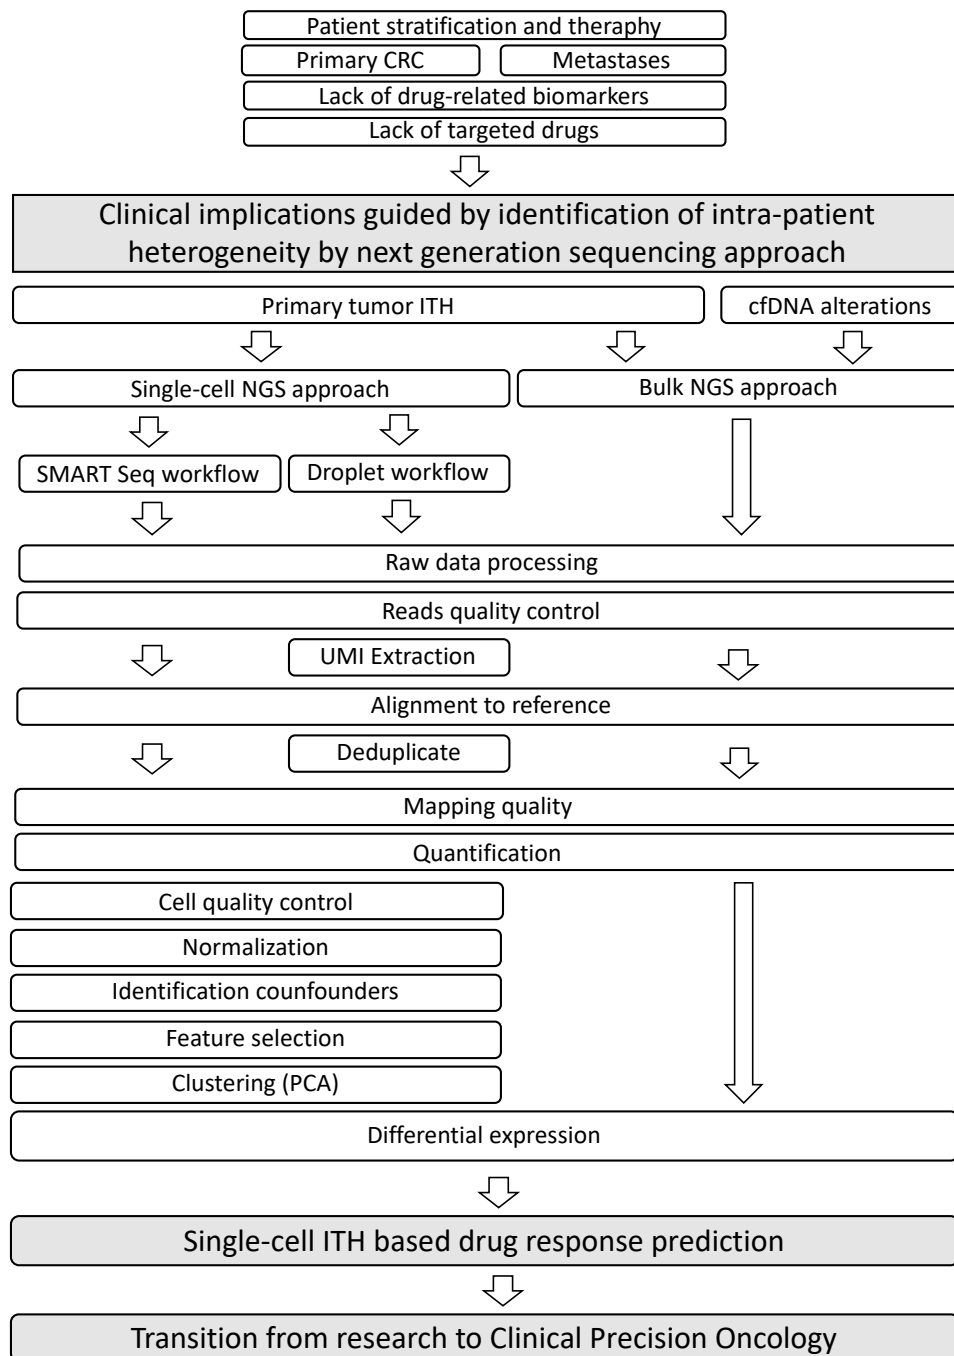 Patient stratification and theraphy
Primary CRC
Metastases
Lack of drug-related biomarkers
Lack of targeted drugs
Clinical implications guided by identification of intra-patient
heterogeneity by next generation sequencing approach
Primary tumor ITH
cfDNA alterations
Single-cell NGS approach
Bulk NGS approach
SMART Seq workflow
Droplet workflow
Raw data processing
Reads quality control
UMI Extraction
Alignment to reference
Deduplicate
Mapping quality
Quantification
Cell quality control
Normalization
Identification counfounders
Feature selection
Clustering (PCA)
Differential expression
Single-cell ITH based drug response prediction
Transition from research to Clinical Precision Oncology